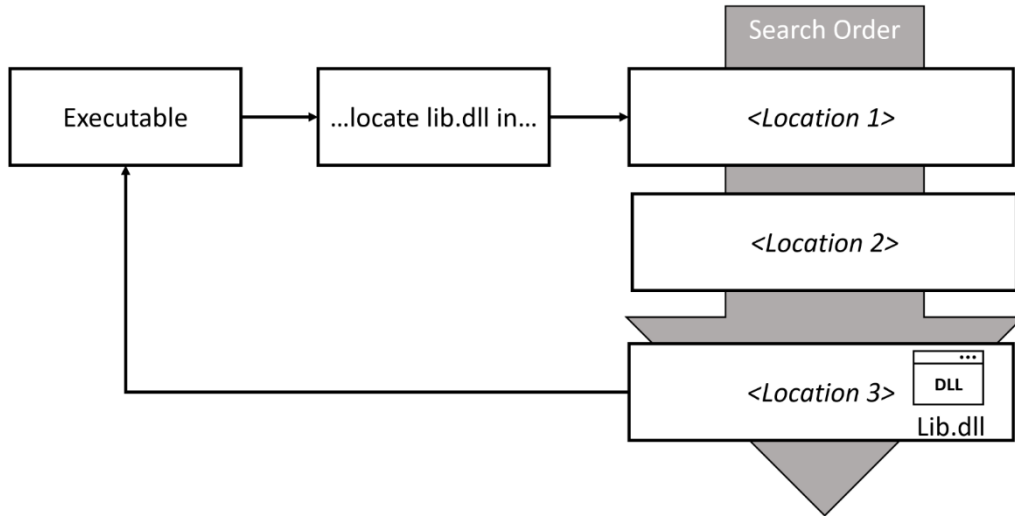 Search Order
Executable
...locate lib.dll in...
<Location 1>
<Location 2>
<Location 3>
DLL
Lib.dll